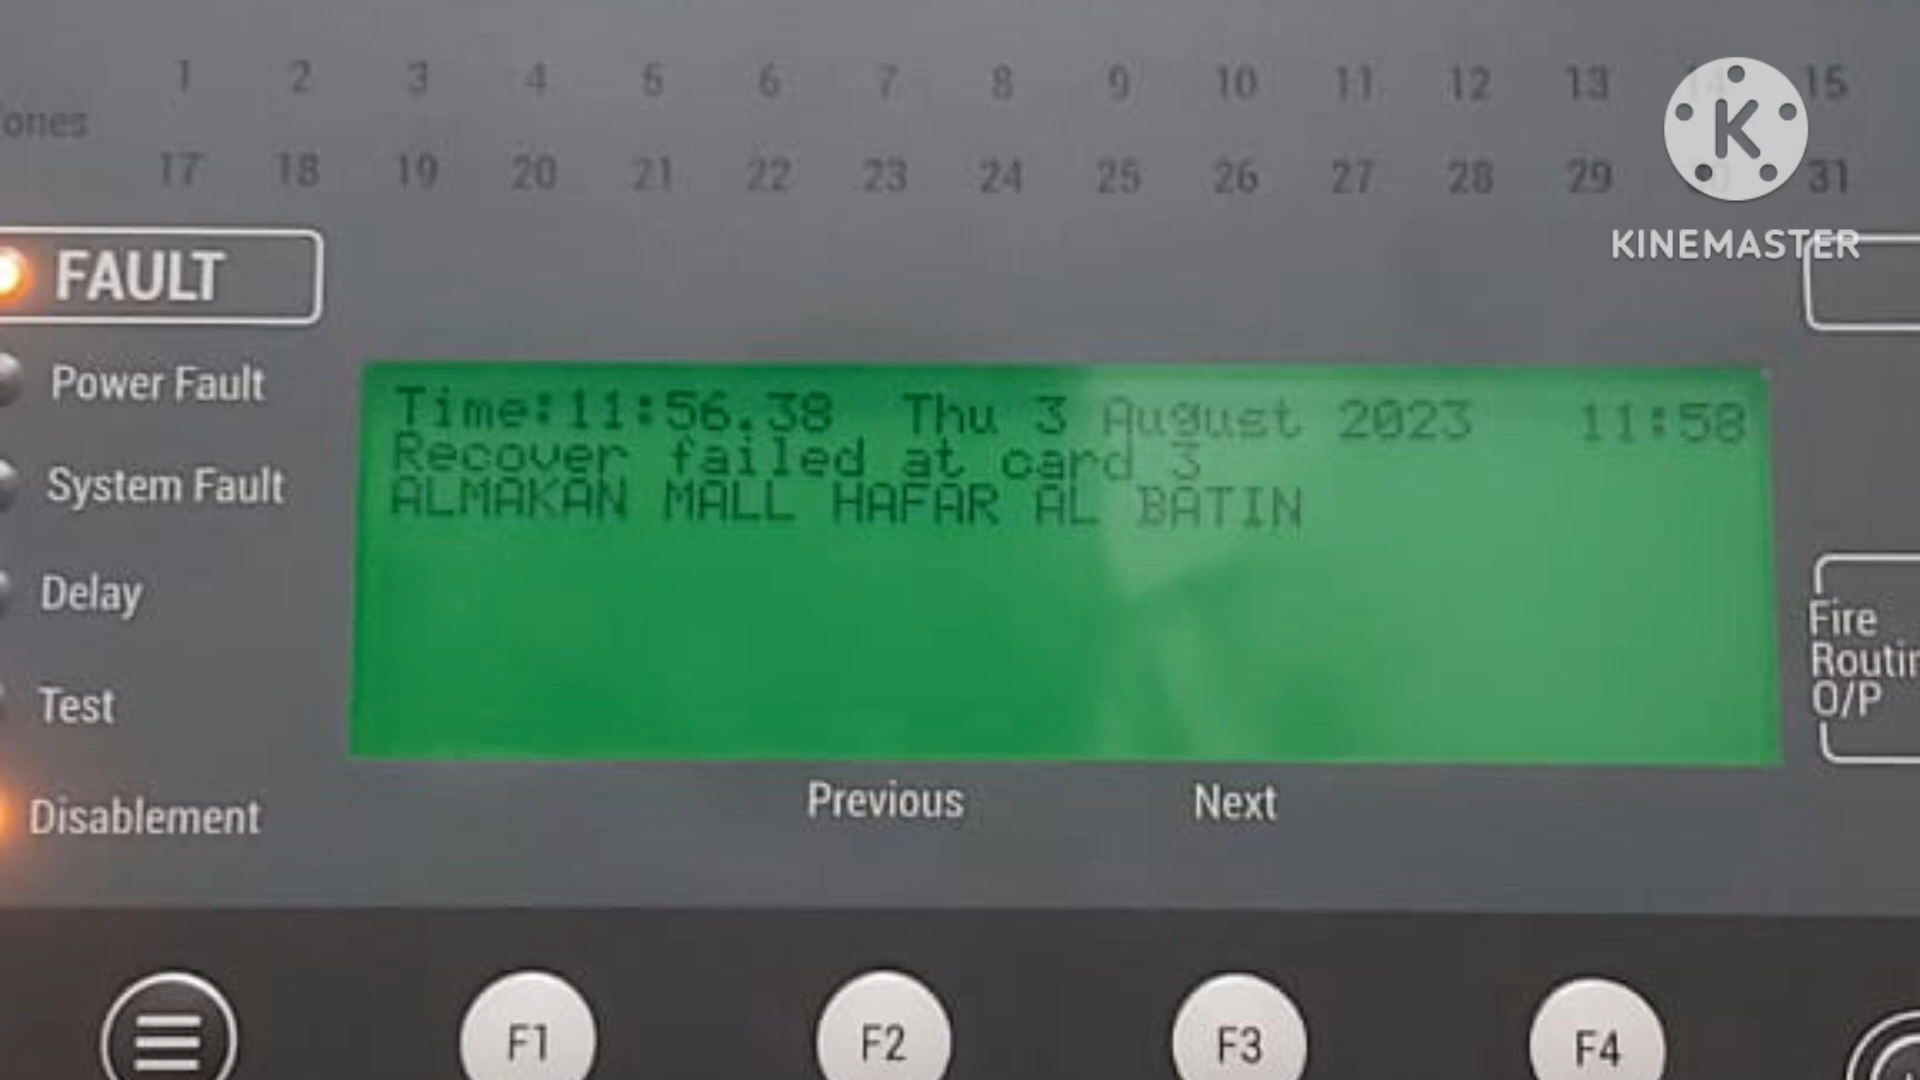 1 2 3 4 5 6 7 8 9 10 11 12 13 15
17 18 19 20 21 22 23 24 25 26 27 28 29 31
K
KINEMASTER
FAULT
Power Fault
System Fault
Delay
Test
Disablement
Time:11:56.38 Thu 3 August 2023 11:58
Recover failed at card 3
ALMAKAN MALL HAFAR AL BATIN
Previous Next
Fire
O/P
F1 F2 F3 F4